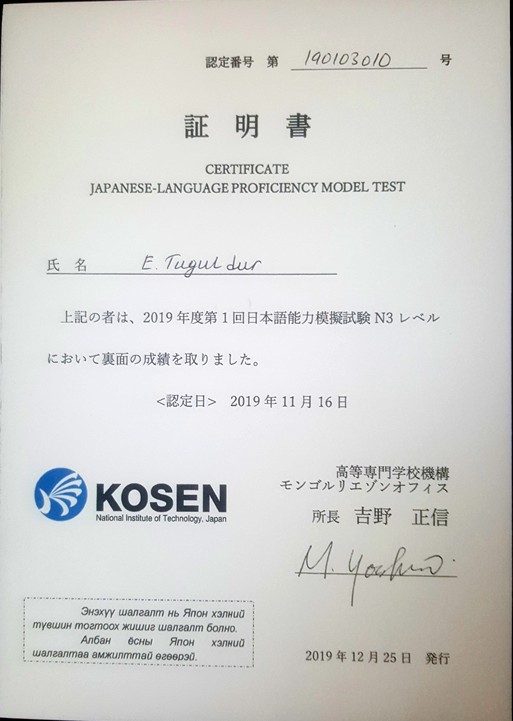 認定番号 第 190103010 号
証明書
CERTIFICATE
JAPANESE-LANGUAGE PROFICIENCY MODEL TEST
氏 名 E. Tuguldur
上記の者は、2019年度第1回日本語能力模擬試験 N3 レベル
において裏面の成績を取りました。
<認定日> 2019年11月16日
高等専門学校機構
モンゴルリエゾンオフィス
KOSEN
National Institute of Technology, Japan
所長 吉野 正信
M. Yoshino
Энэхүү шалгалт нь Япон хэлний
түвшин тогтоох жишиг шалгалт болно.
Албан ёсны Япон хэлний
шалгалтаа амжилттай өгөөрэй.
2019年12月25日 発行